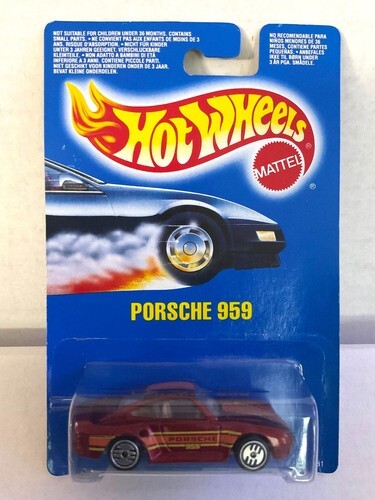 NOT SUITABLE FOR CHILDREN UNDER 36 MONTHS. CONTAINS
SMALL PARTS. • NE CONVIENT PAS AUX ENFANTS DE MOINS DE 3
ANS. RISQUE D'ABSORPTION. • NICHT FÜR KINDER
UNTER 3 JAHREN GEEIGNET. VERSCHLUCKBARE
KLEINTEILE. • NON ADATTO A BAMBINI DI ETÀ
INFERIORE A 3 ANNI. CONTIENE PICCOLE PARTI.
NIET GESCHIKT VOOR KINDEREN ONDER DE 3 JAAR.
BEVAT KLEINE ONDERDELEN.
NO RECOMENDABLE PARA
NIÑOS MENORES DE 36
MESES, CONTIENE PARTES
PEQUEÑAS. • ANBEFALES
IKKE TIL BØRN UNDER
3 ÅR PGA. SMÅDELE.
HOT WHEELS
®
MATTEL
®
PORSCHE 959
PORSCHE
959